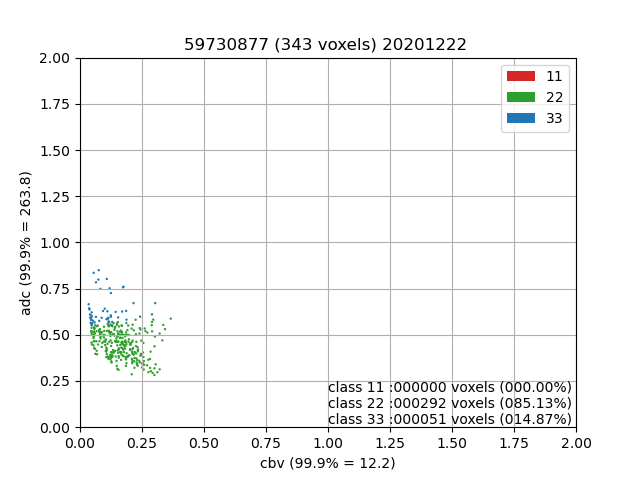 59730877 (343 voxels) 20201222
2.00
1.75
1.50
1.25
1.00
0.75
0.50
0.25
0.00
adc (99.9% = 263.8)
11
22
33
class 11 :000000 voxels (000.00%)
class 22 :000292 voxels (085.13%)
class 33 :000051 voxels (014.87%)
0.00 0.25 0.50 0.75 1.00 1.25 1.50 1.75 2.00
cbv (99.9% = 12.2)